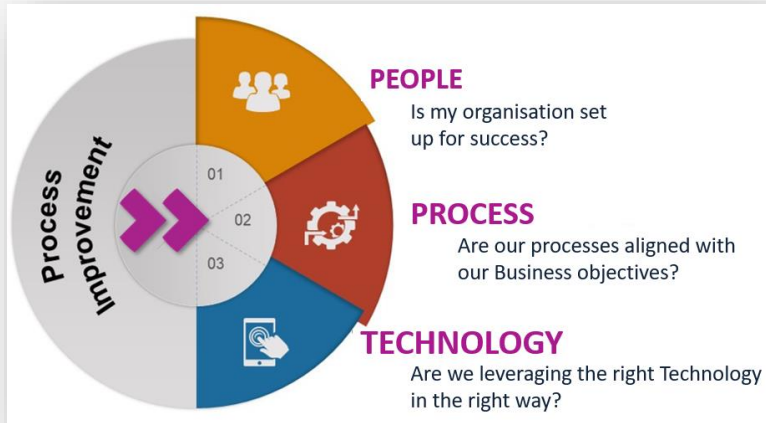 Process
Improvement
01
02
03
PEOPLE
Is my organisation set
up for success?
PROCESS
Are our processes aligned with
our Business objectives?
TECHNOLOGY
Are we leveraging the right Technology
in the right way?